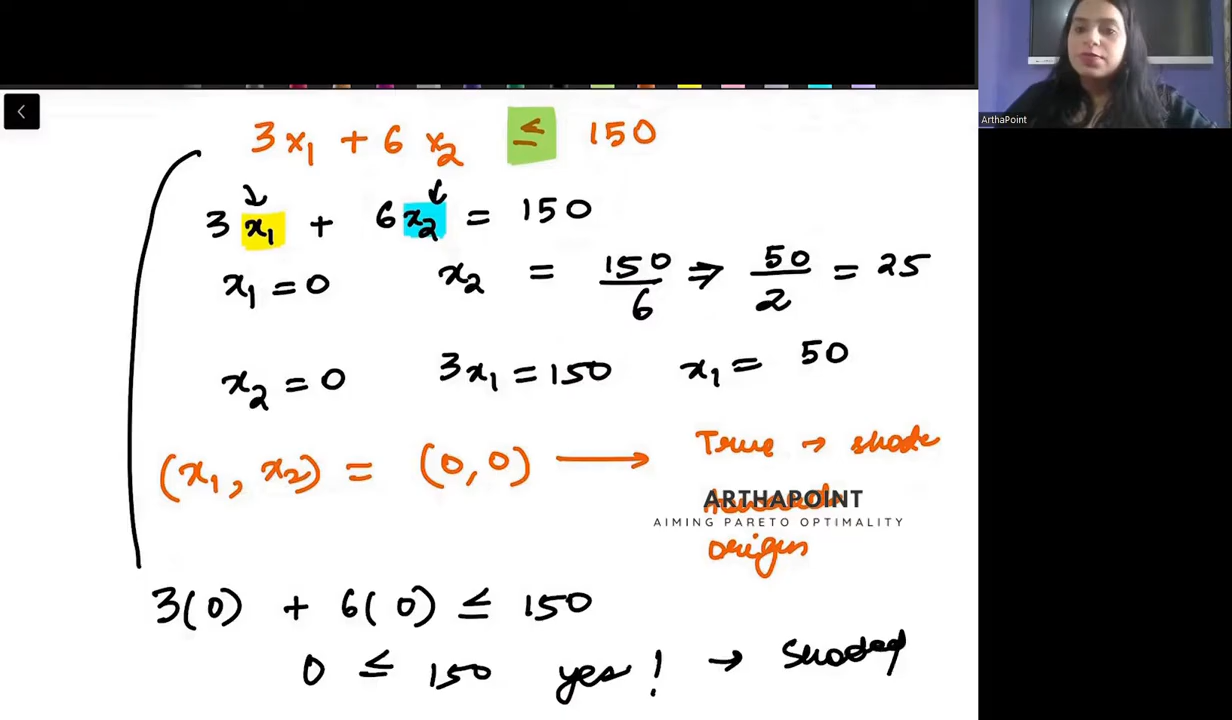 3x₁ + 6x₂ ≤ 150
3x₁ + 6x₂ = 150
x₁ = 0 x₂ = 150/6 ⇒ 50/2 = 25
x₂ = 0 3x₁ = 150 x₁ = 50
(x₁, x₂) = (0, 0) → True → shade
ARTHAPOINT
AIMING PARETO OPTIMALITY
origin
3(0) + 6(0) ≤ 150
0 ≤ 150 yes! → Shaded
ArthaPoint